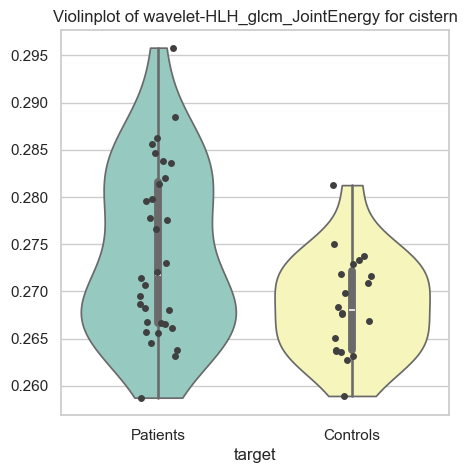 Violinplot of wavelet-HLH_glcm_JointEnergy for cistern
0.295
0.290
0.285
0.280
0.275
0.270
0.265
0.260
Patients
Controls
target